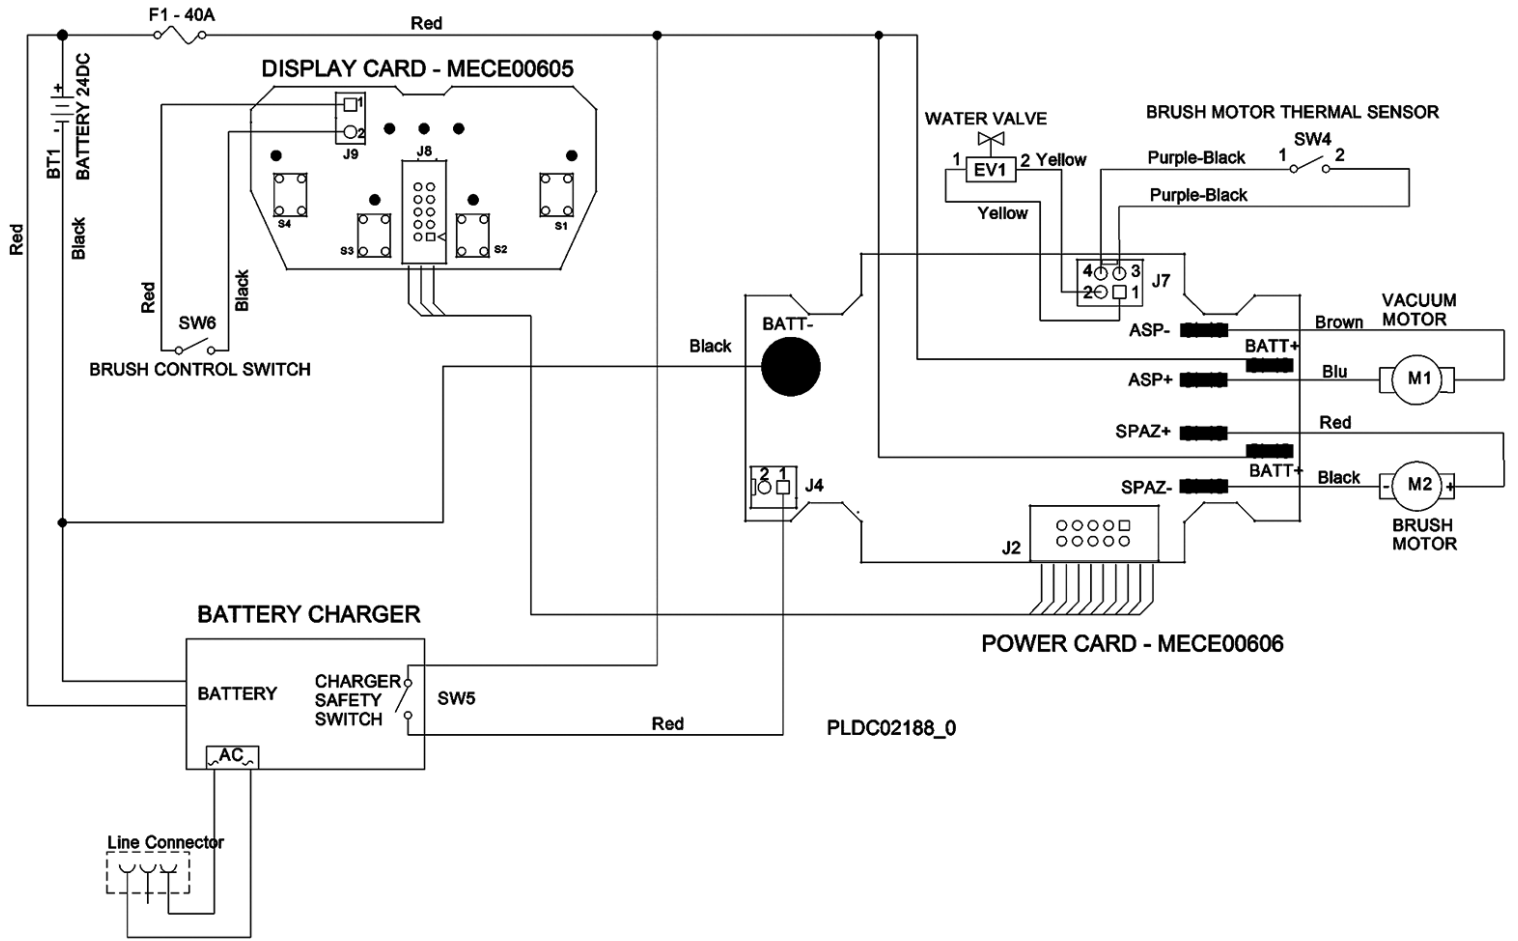 F1 - 40A
Red
DISPLAY CARD - MECE00605
+
-
BT1
BATTERY 24DC
Red
Black
1
2
J9
J8
S4
S3
S2
S1
Red
Black
SW6
BRUSH CONTROL SWITCH
WATER VALVE
1
EV1
2
Yellow
Yellow
BRUSH MOTOR THERMAL SENSOR
SW4
1
2
Purple-Black
Purple-Black
4
3
2
1
J7
BATT-
Black
ASP-
Brown
VACUUM
MOTOR
BATT+
ASP+
Blu
M1
SPAZ+
Red
BATT+
SPAZ-
Black
-
M2
+
BRUSH
MOTOR
2
1
J4
J2
POWER CARD - MECE00606
BATTERY CHARGER
BATTERY
CHARGER
SAFETY
SWITCH
SW5
Red
PLDC02188_0
AC
Line Connector